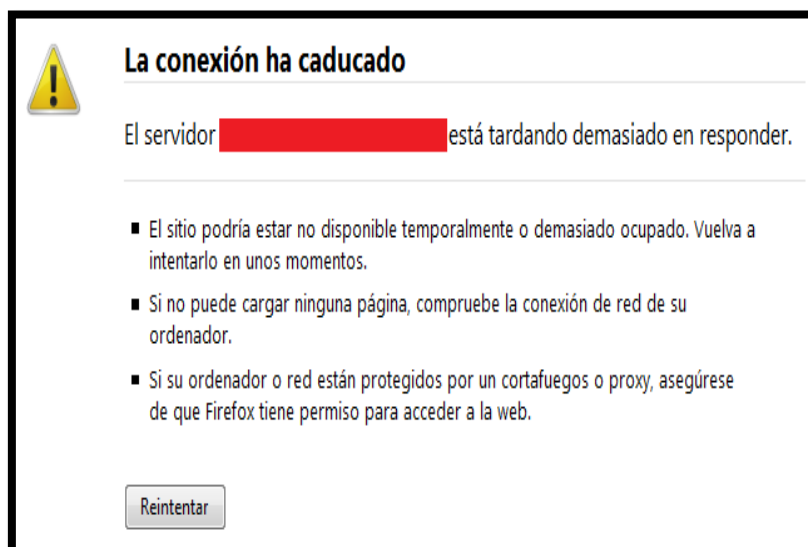 La conexión ha caducado
El servidor está tardando demasiado en responder.
El sitio podría estar no disponible temporalmente o demasiado ocupado. Vuelva a
intentarlo en unos momentos.
Si no puede cargar ninguna página, compruebe la conexión de red de su
ordenador.
Si su ordenador o red están protegidos por un cortafuegos o proxy, asegúrese
de que Firefox tiene permiso para acceder a la web.
Reintentar